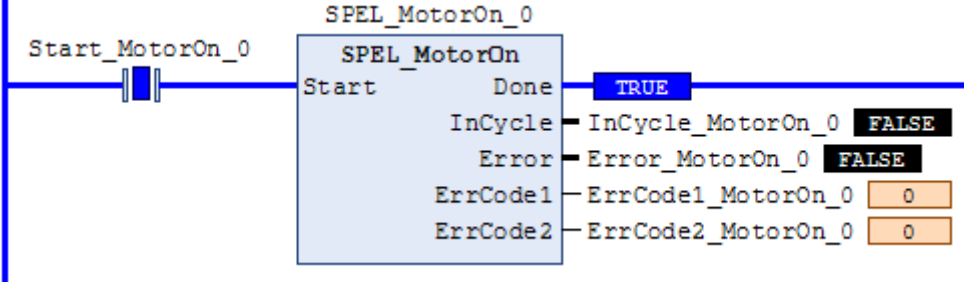 SPEL_MotorOn_0
Start_MotorOn_0
SPEL_MotorOn
Start Done TRUE
InCycle InCycle_MotorOn_0 FALSE
Error Error_MotorOn_0 FALSE
ErrCode1 ErrCode1_MotorOn_0 0
ErrCode2 ErrCode2_MotorOn_0 0